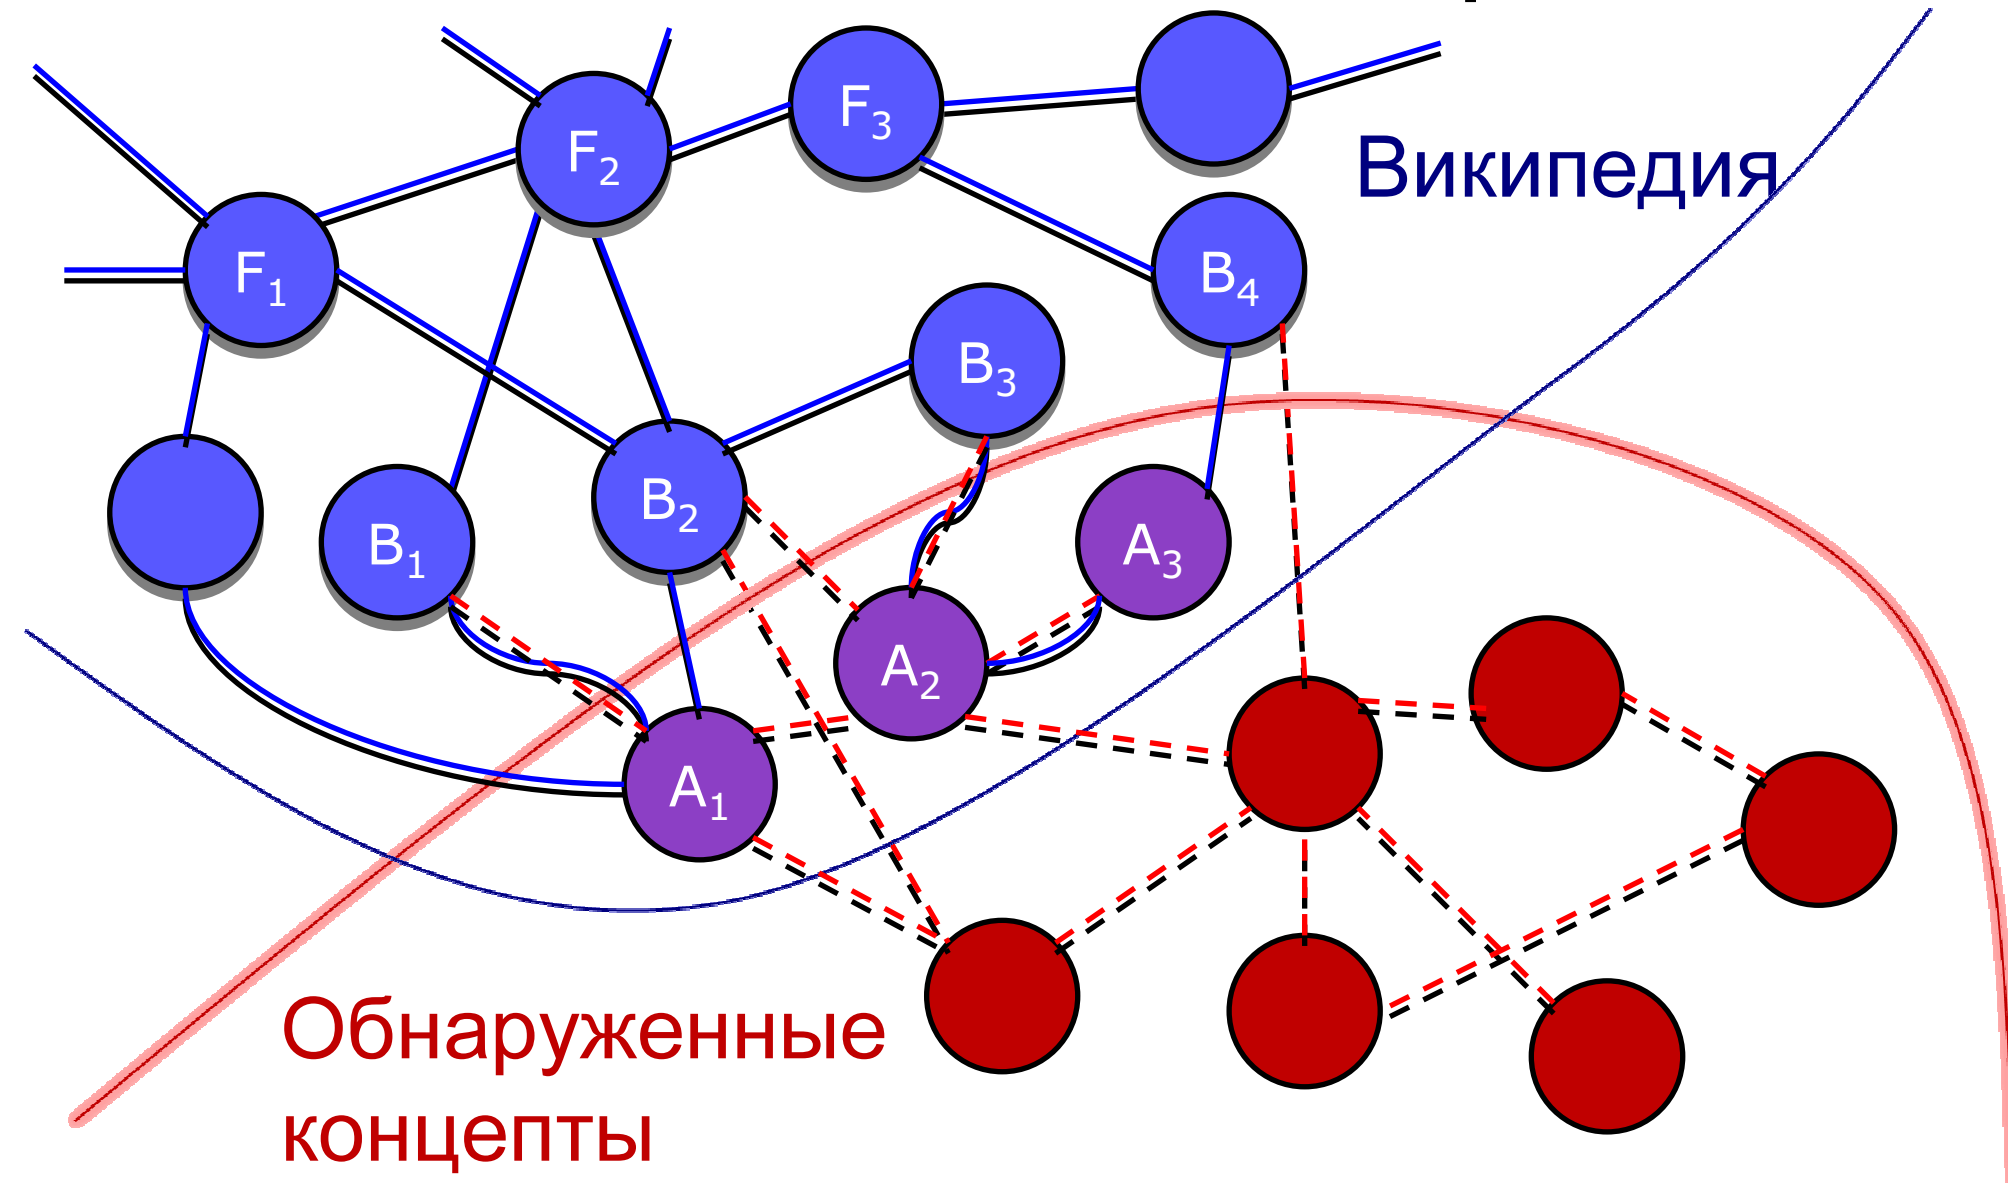 F3
F2
Википедия
F1
B4
B3
B2
B1
A3
A2
A1
Обнаруженные
концепты